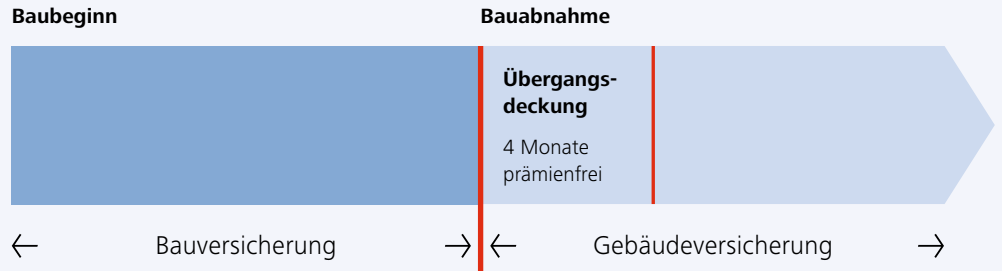 Baubeginn
Bauabnahme
Übergangs-
deckung
4 Monate
prämienfrei
Bauversicherung
Gebäudeversicherung